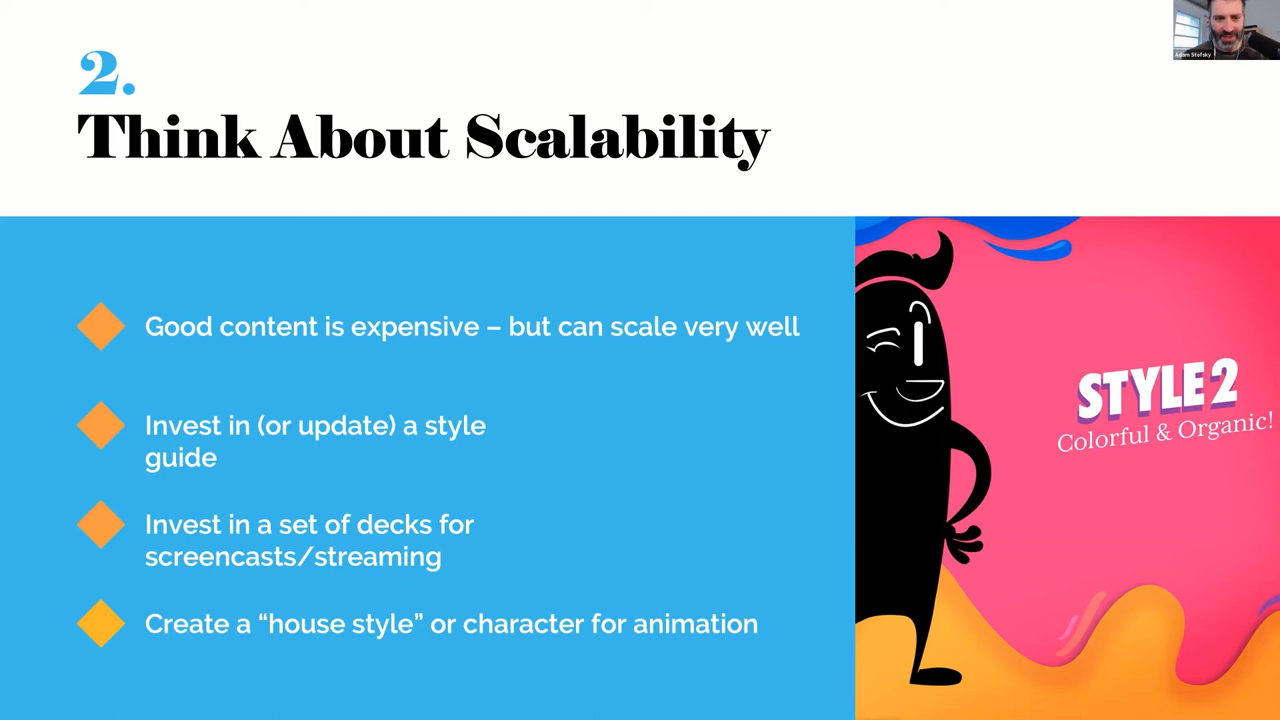 Adam Stofsky
2.
Think About Scalability
Good content is expensive – but can scale very well
Invest in (or update) a style
guide
Invest in a set of decks for
screencasts/streaming
Create a “house style” or character for animation
STYLE 2
Colorful & Organic!